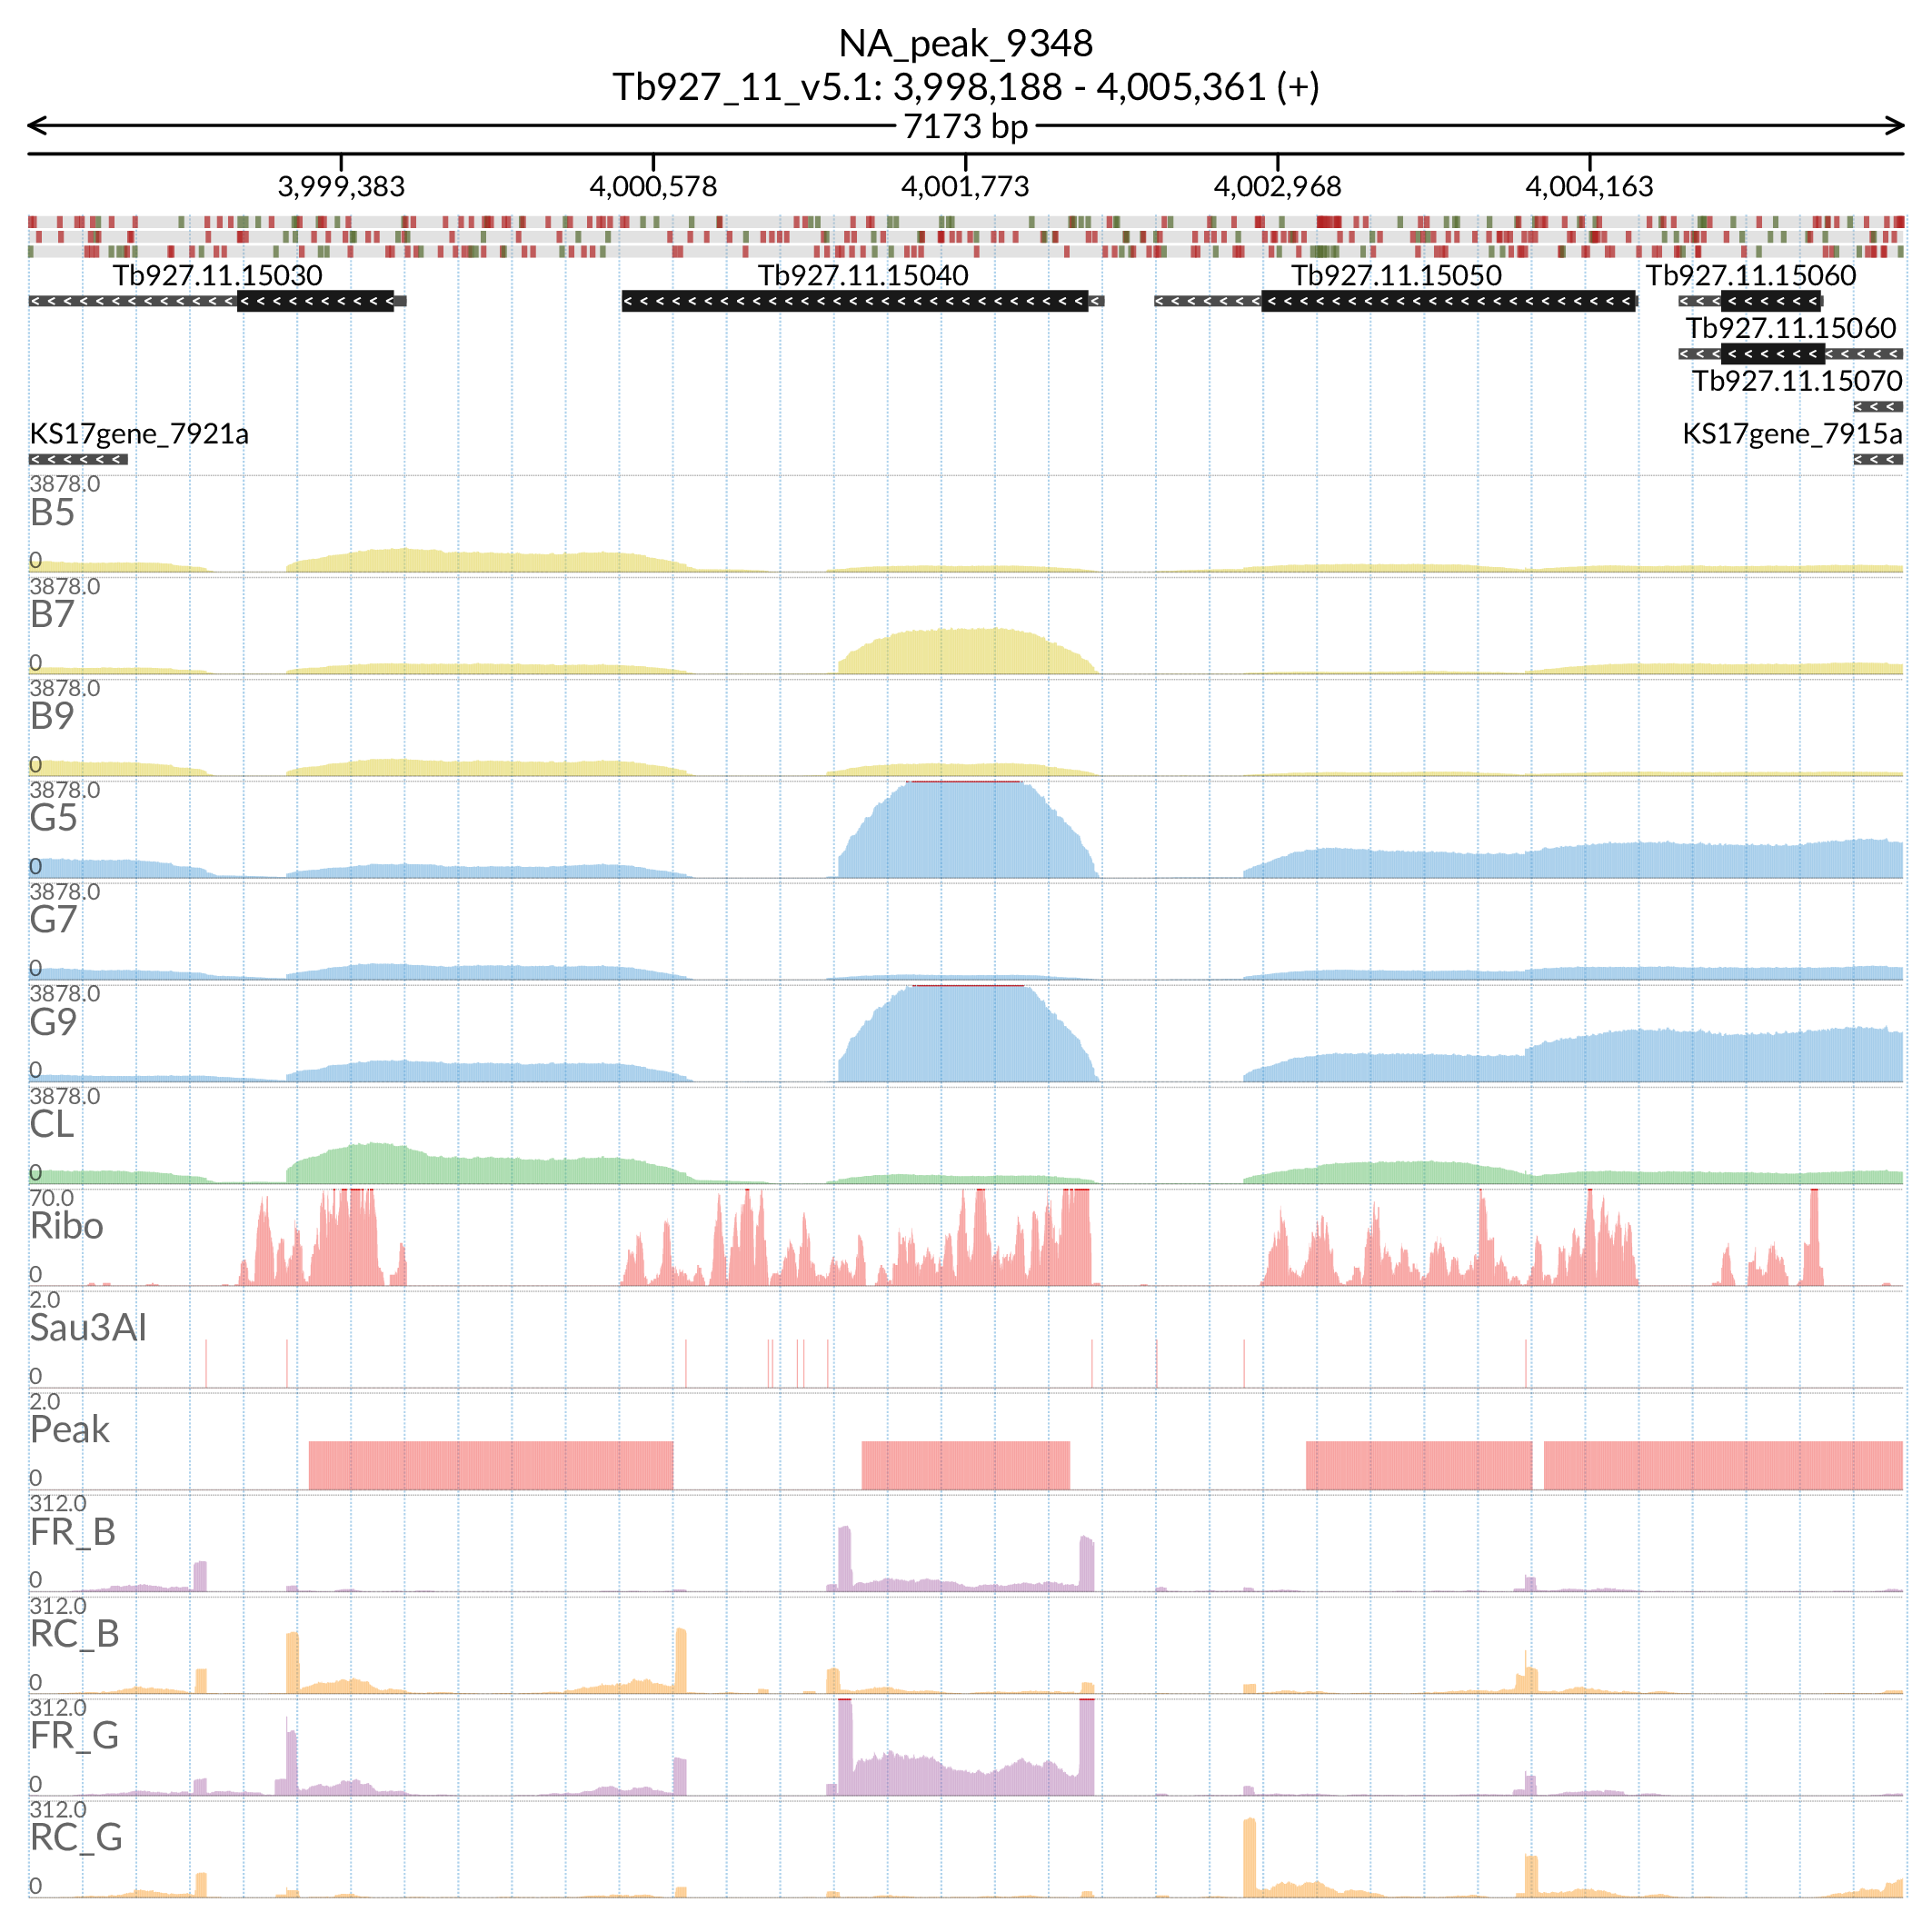 NA_peak_9348
Tb927_11_v5.1: 3,998,188 - 4,005,361 (+)
7173 bp
3,999,383 4,000,578 4,001,773 4,002,968 4,004,163
Tb927.11.15030 Tb927.11.15040 Tb927.11.15050 Tb927.11.15060
Tb927.11.15060
Tb927.11.15070
KS17gene_7921a KS17gene_7915a
3878.0
B5
0
3878.0
B7
0
3878.0
B9
0
3878.0
G5
0
3878.0
G7
0
3878.0
G9
0
3878.0
CL
0
70.0
Ribo
0
2.0
Sau3AI
0
2.0
Peak
0
312.0
FR_B
0
312.0
RC_B
0
312.0
FR_G
0
312.0
RC_G
0